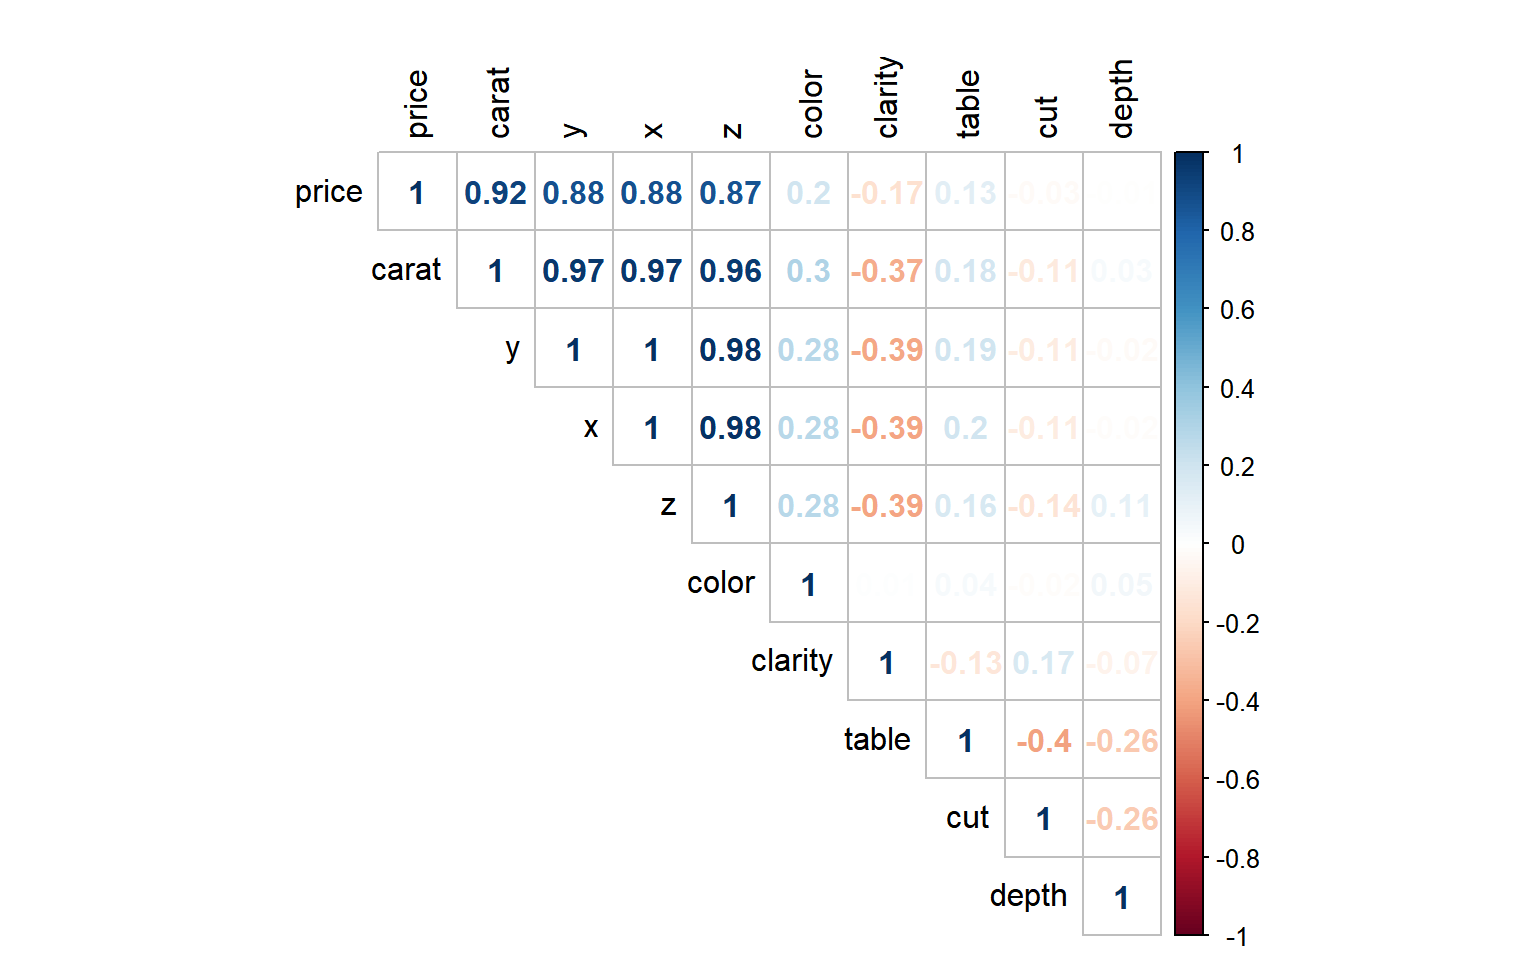 price carat y x z color clarity table cut depth
price 1 0.92 0.88 0.88 0.87 0.2 -0.17 0.13 -0.03
carat 1 0.97 0.97 0.96 0.3 -0.37 0.18 -0.11 0.03
y 1 1 0.98 0.28 -0.39 0.19 -0.11 -0.02
x 1 0.98 0.28 -0.39 0.2 -0.11 -0.02
z 1 0.28 -0.39 0.16 -0.14 0.11
color 1 0.04 -0.02 0.05
clarity 1 -0.13 0.17 -0.07
table 1 -0.4 -0.26
cut 1 -0.26
depth 1
1
0.8
0.6
0.4
0.2
0
-0.2
-0.4
-0.6
-0.8
-1